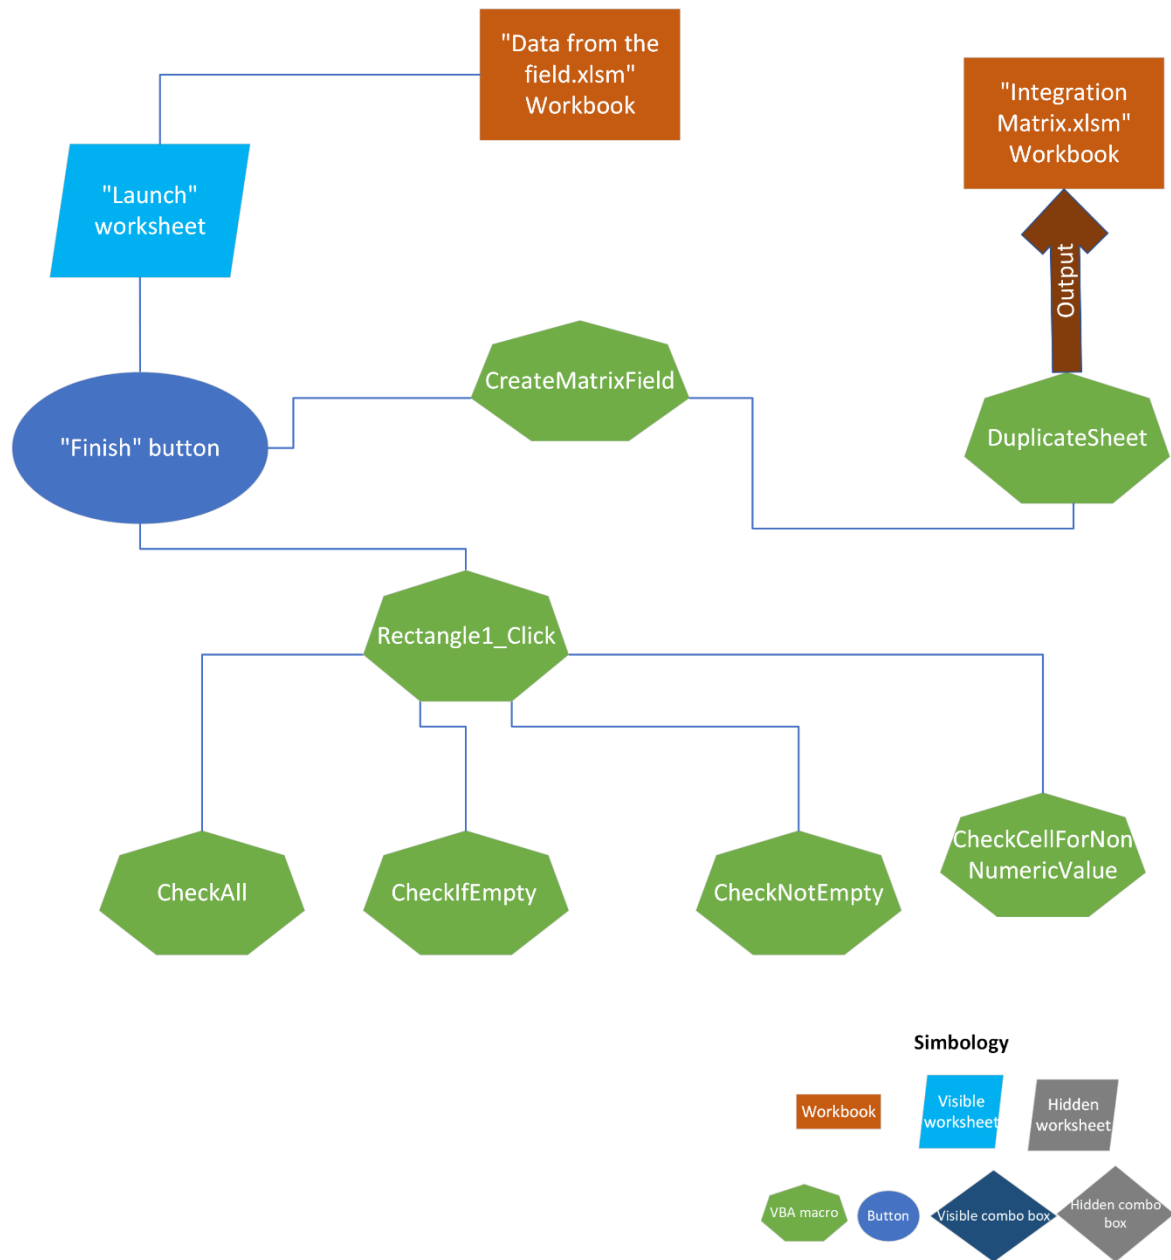 "Data from the
field.xlsm"
Workbook
"Integration
Matrix.xlsm"
Workbook
"Launch"
worksheet
Output
CreateMatrixField
DuplicateSheet
"Finish" button
Rectangle1_Click
CheckAll
CheckIfEmpty
CheckNotEmpty
CheckCellForNon
NumericValue
Simbology
Workbook
Visible
worksheet
Hidden
worksheet
VBA macro
Button
Visible combo box
Hidden combo
box